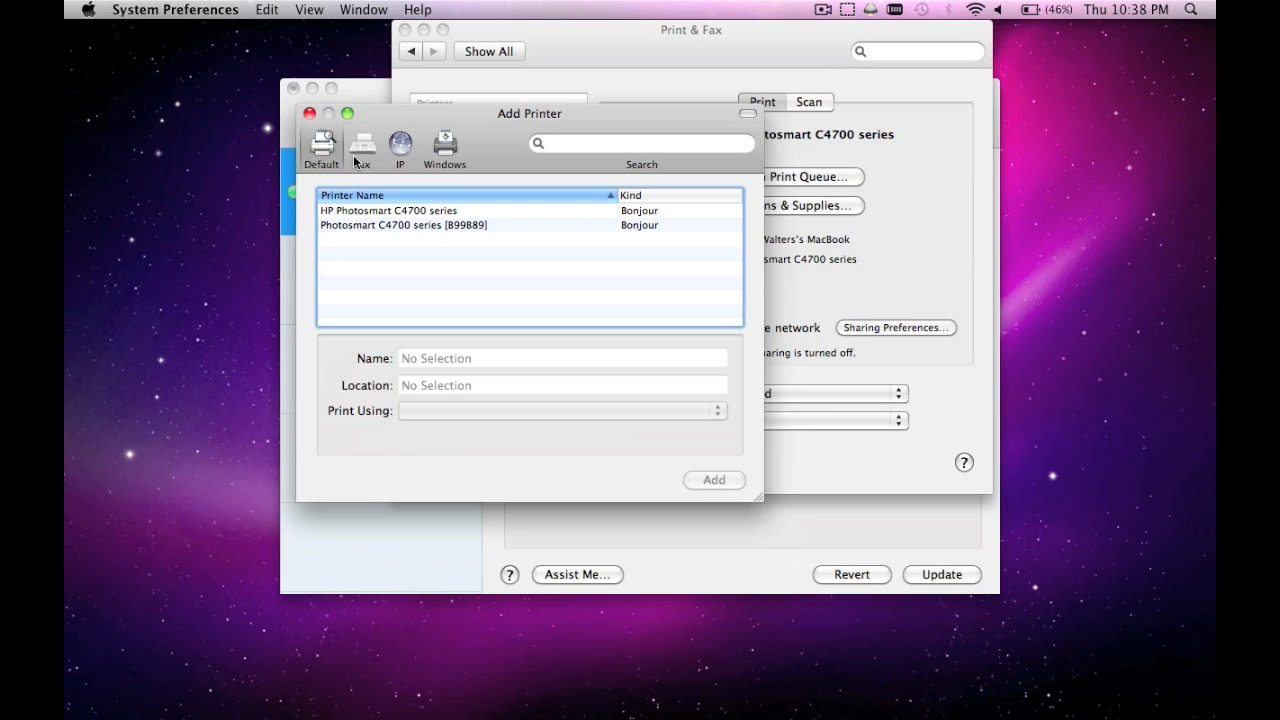 System Preferences Edit View Window Help (46%) Thu 10:38 PM
Print & Fax
Show All
Printers
Print Scan
Add Printer
tosmart C4700 series
Default Fax IP Windows Search
Print Queue...
Printer Name Kind
ns & Supplies...
HP Photosmart C4700 series Bonjour
Photosmart C4700 series [B99B89] Bonjour
Walters's MacBook
smart C4700 series
e network Sharing Preferences...
aring is turned off.
Name: No Selection
Location: No Selection
d
Print Using:
?
Add
? Assist Me... Revert Update